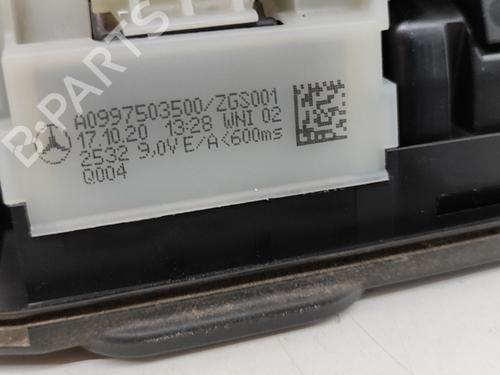 A0997503500/ZGS001
17.10.20 13:28 WNI 02
2532 9.0V E/A<600ms
Q004
B-PARTS